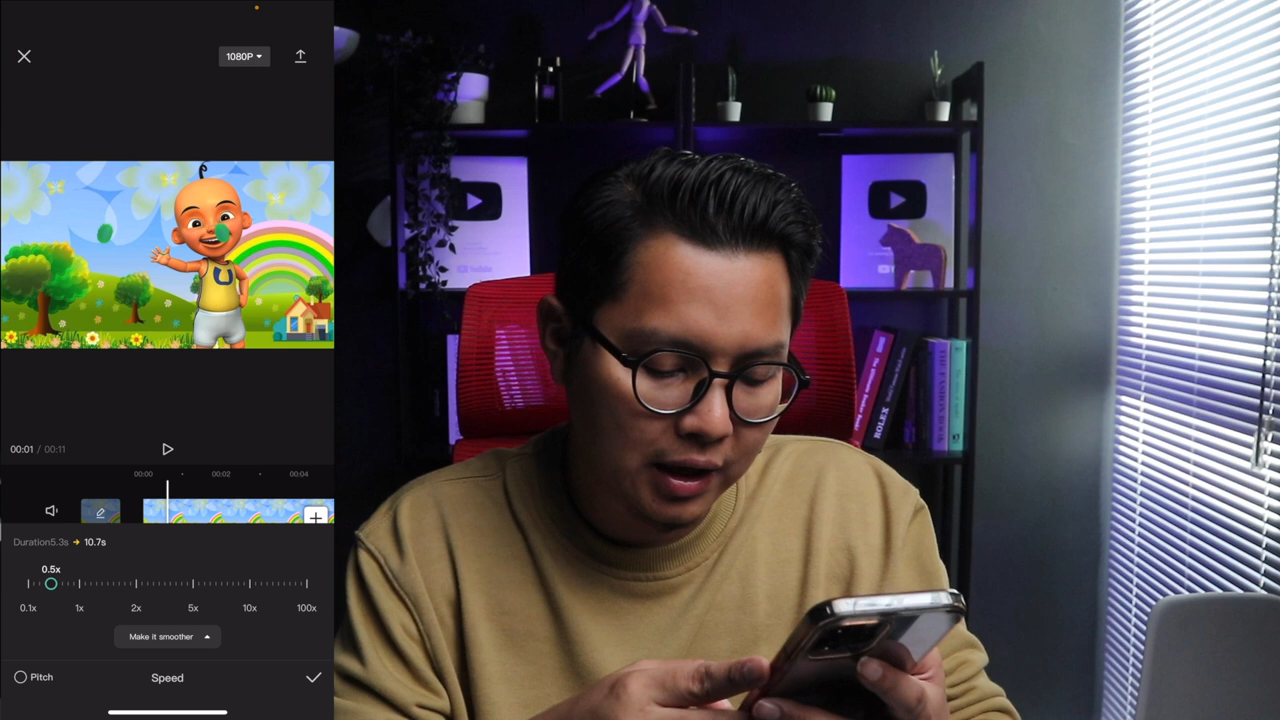 1080P
U
00:01 / 00:11
00:00
00:02
00:04
Duration5.3s
10.7s
0.5x
0.1x
1x
2x
5x
10x
100x
Make it smoother
Pitch
Speed
ROLEX